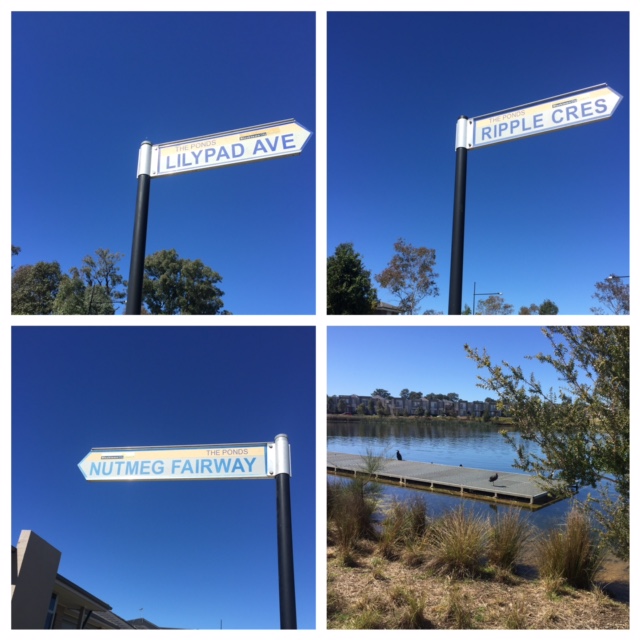 THE PONDS
LILYPAD AVE
THE PONDS
RIPPLE CRES
THE PONDS
NUTMEG FAIRWAY